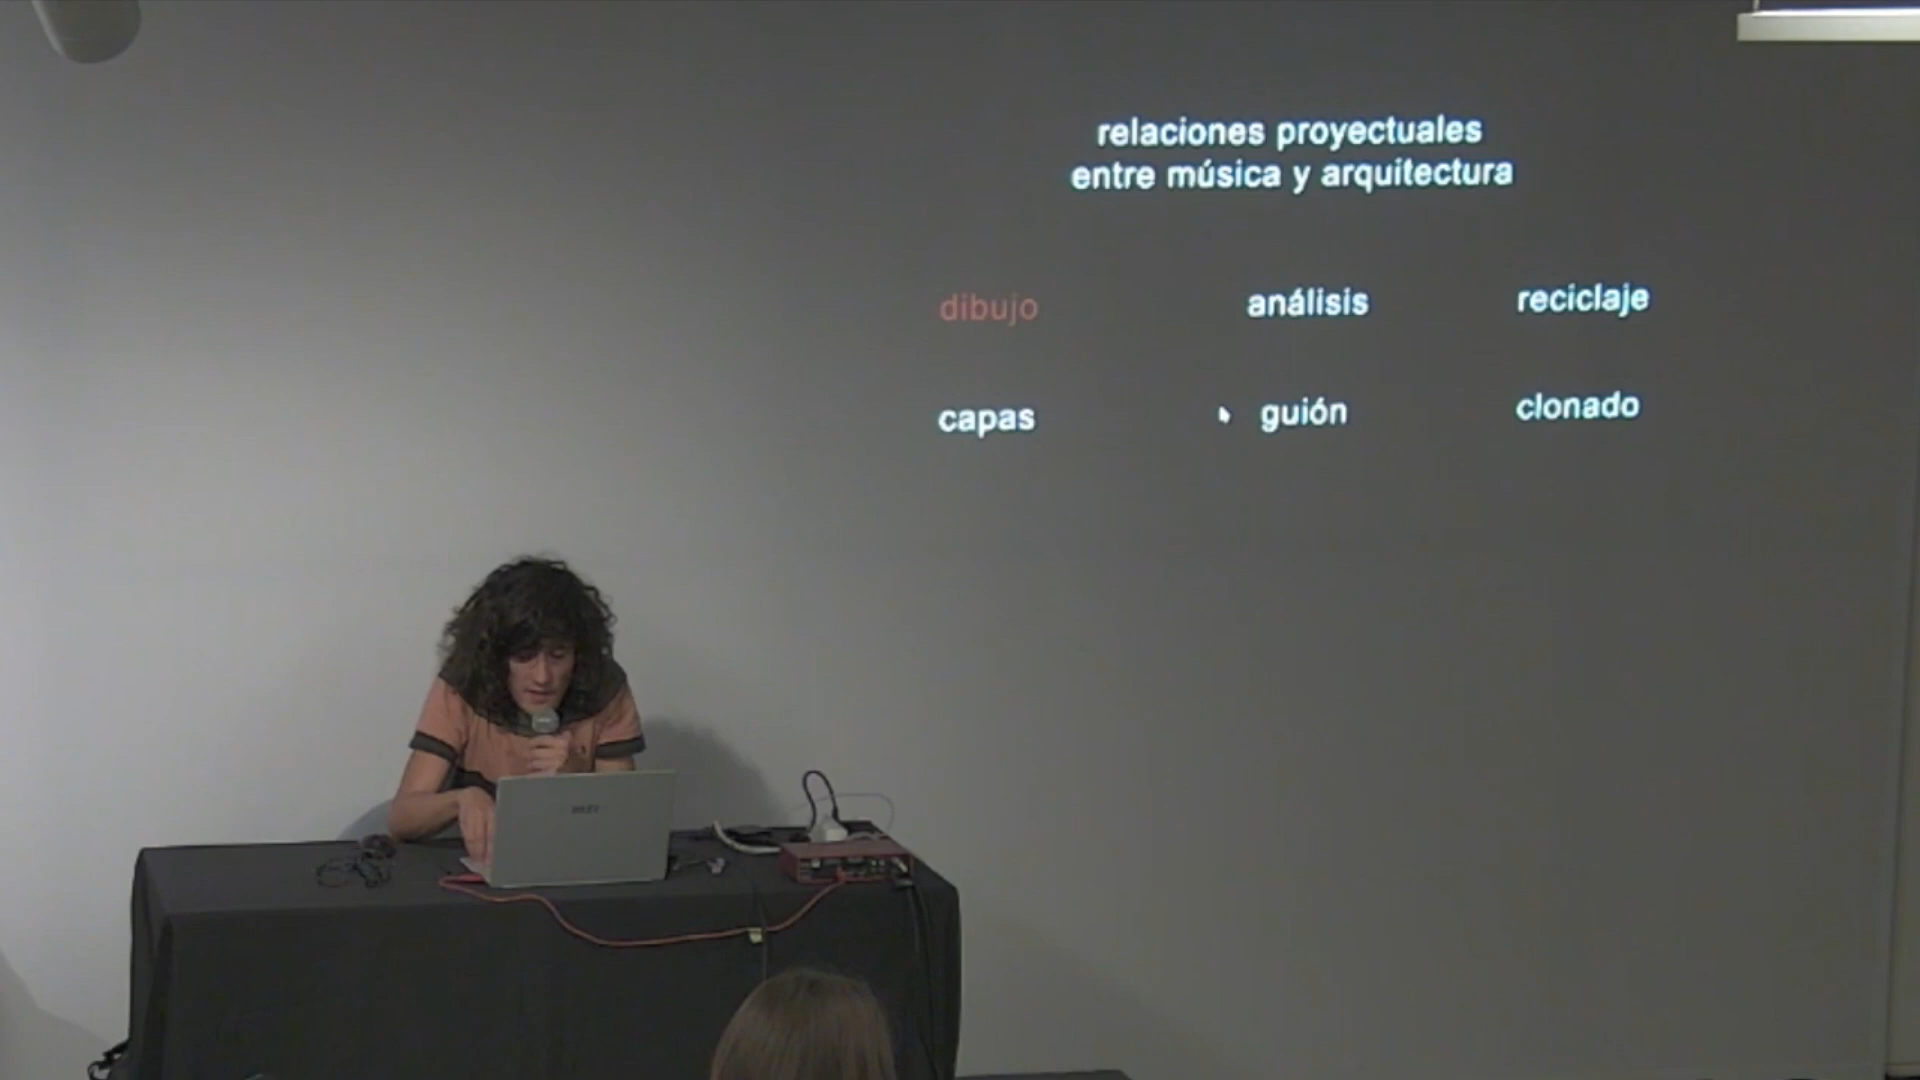 relaciones proyectuales
entre música y arquitectura
dibujo análisis reciclaje
capas guión clonado